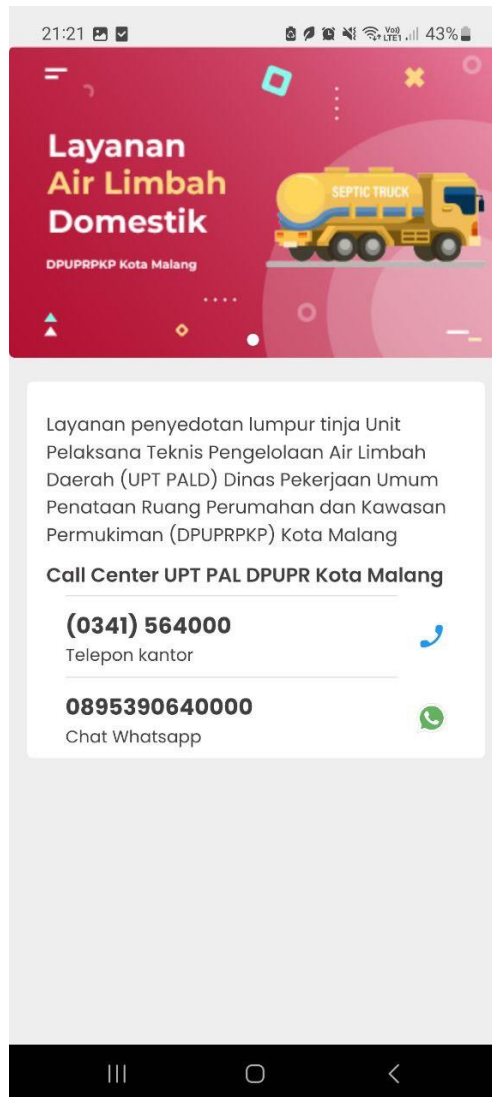 21:21 43%
Layanan
Air Limbah
Domestik
DPUPRPKP Kota Malang
SEPTIC TRUCK
Layanan penyedotan lumpur tinja Unit
Pelaksana Teknis Pengelolaan Air Limbah
Daerah (UPT PALD) Dinas Pekerjaan Umum
Penataan Ruang Perumahan dan Kawasan
Permukiman (DPUPRPKP) Kota Malang
Call Center UPT PAL DPUPR Kota Malang
(0341) 564000
Telepon kantor
0895390640000
Chat Whatsapp